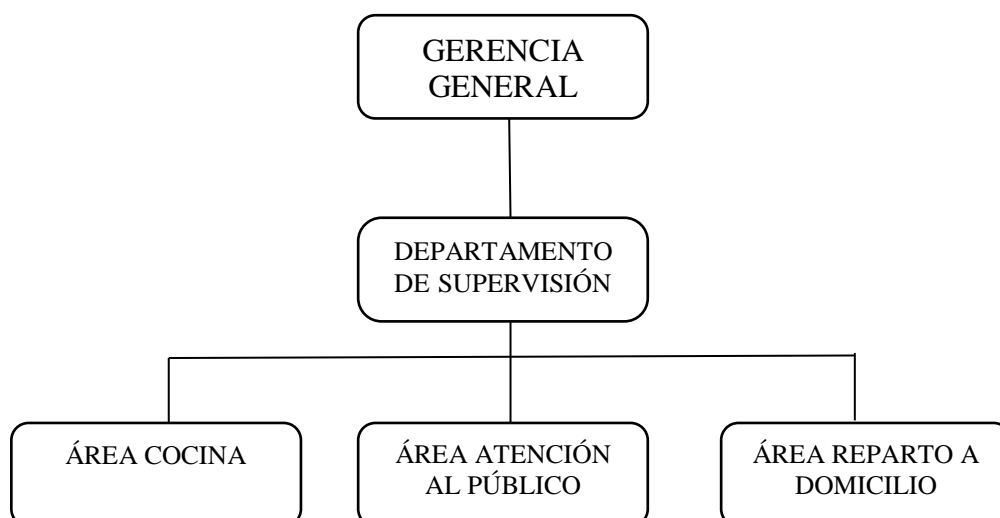 GERENCIA
GENERAL
DEPARTAMENTO
DE SUPERVISIÓN
ÁREA COCINA
ÁREA ATENCIÓN
AL PÚBLICO
ÁREA REPARTO A
DOMICILIO